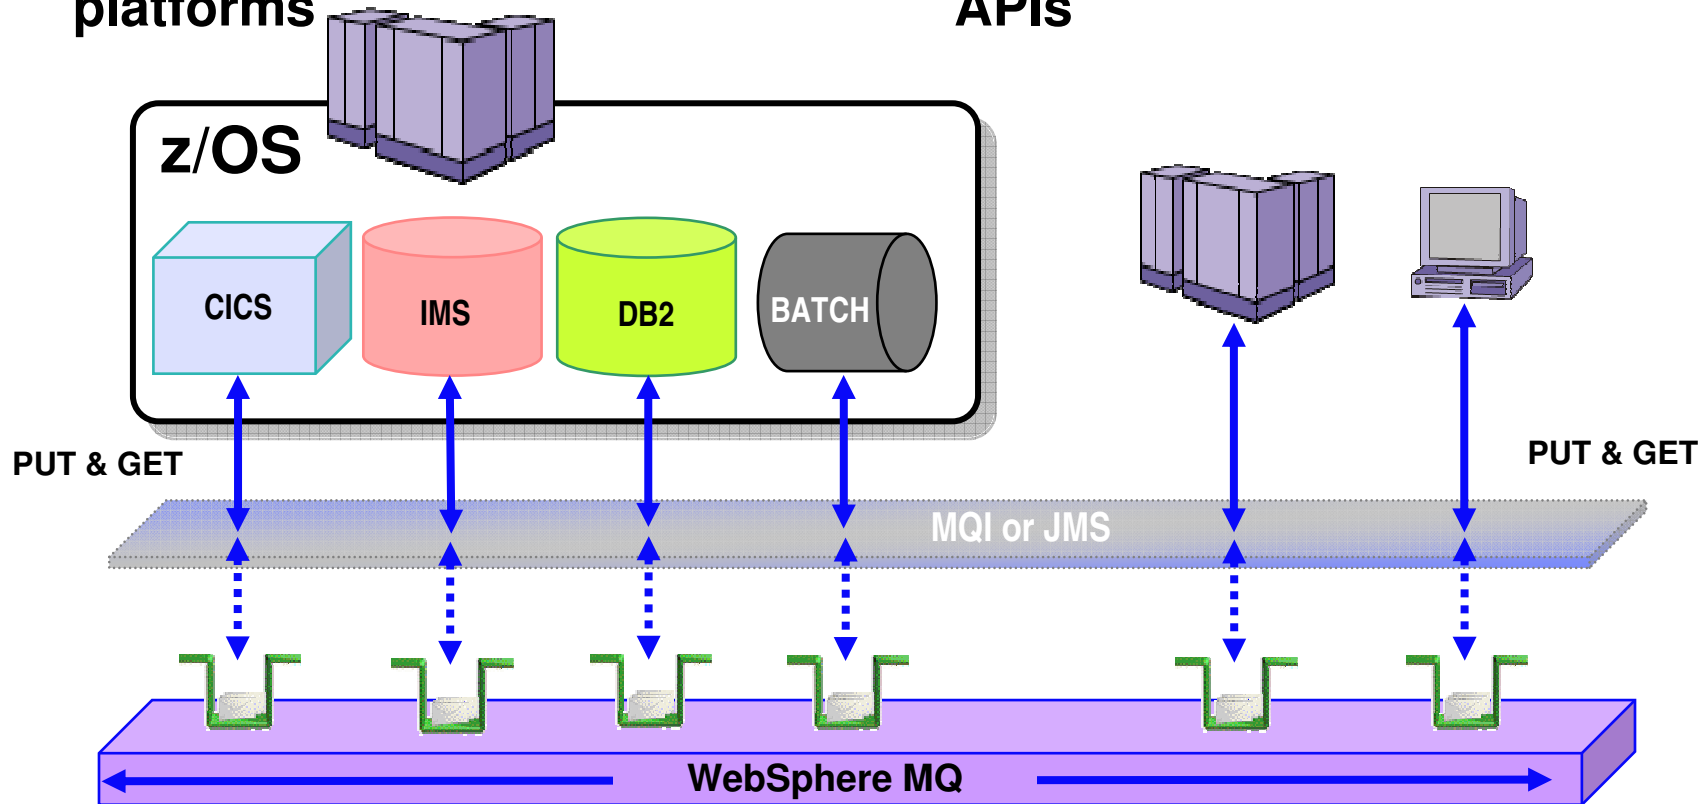 platforms
APIs
z/OS
CICS
IMS
DB2
BATCH
PUT & GET
PUT & GET
MQI or JMS
WebSphere MQ